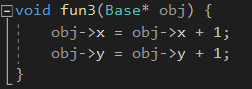 void fun3(Base* obj) {
    obj->x = obj->x + 1;
    obj->y = obj->y + 1;
}